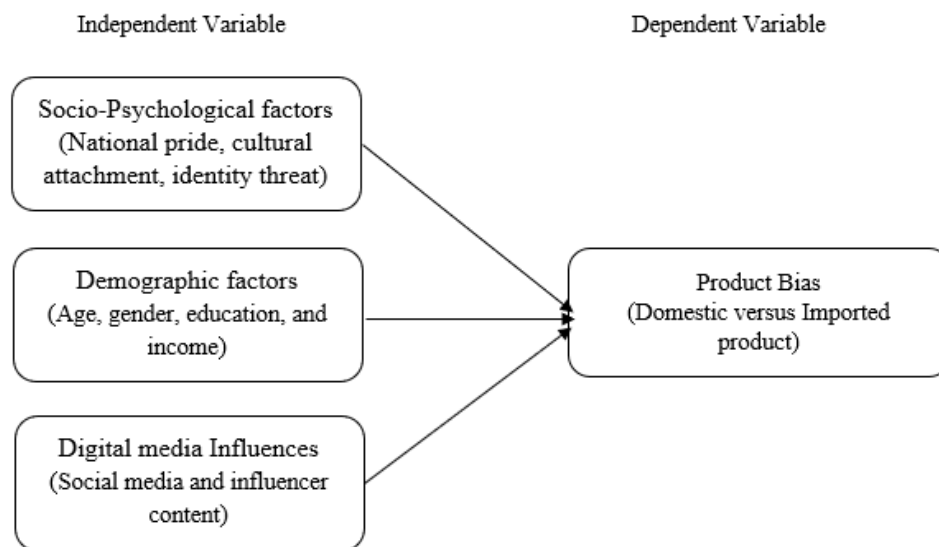 Independent Variable
Dependent Variable
Socio-Psychological factors
(National pride, cultural
attachment, identity threat)
Demographic factors
(Age, gender, education, and
income)
Digital media Influences
(Social media and influencer
content)
Product Bias
(Domestic versus Imported
product)